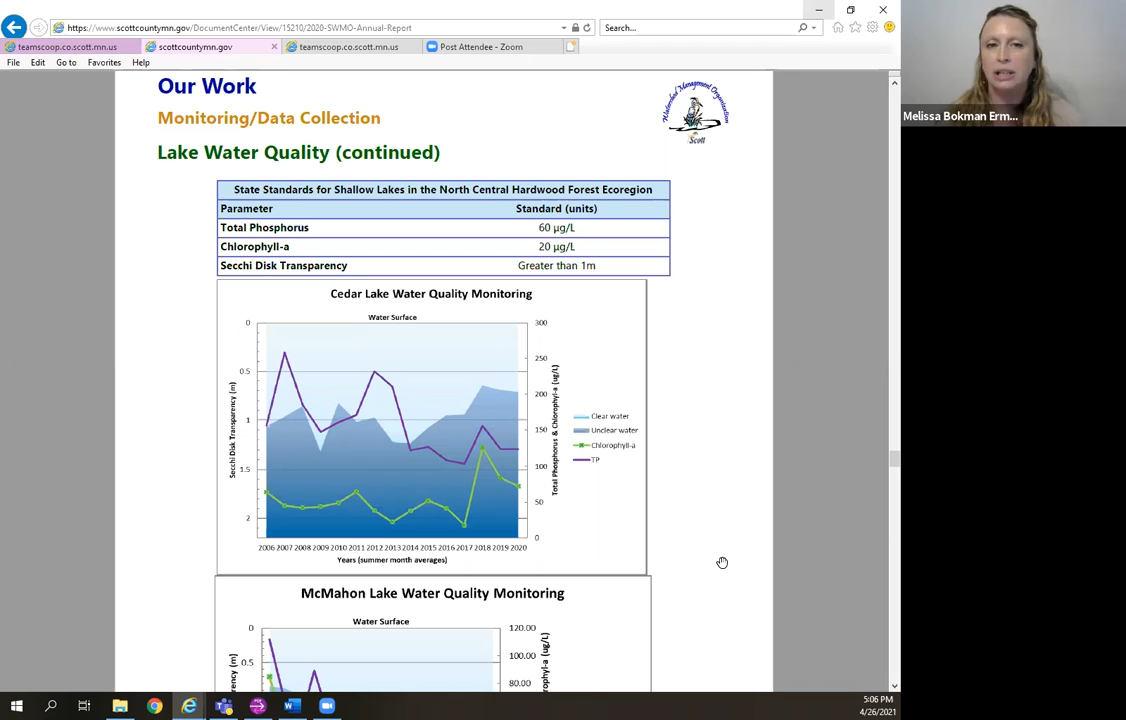 https://www.scottcountymn.gov/DocumentCenter/View/15210/2020-SWMO-Annual-Report
Search...
teamscoop.co.scott.mn.us
scottcountymn.gov
teamscoop.co.scott.mn.us
Post Attendee - Zoom
File Edit Go to Favorites Help
Our Work
Monitoring/Data Collection
Watershed Management Organization
Scott
Lake Water Quality (continued)
State Standards for Shallow Lakes in the North Central Hardwood Forest Ecoregion
Parameter Standard (units)
Total Phosphorus 60 µg/L
Chlorophyll-a 20 µg/L
Secchi Disk Transparency Greater than 1m
Cedar Lake Water Quality Monitoring
Water Surface
0 0.5 1 1.5 2
Secchi Disk Transparency (m)
300 250 200 150 100 50 0
Total Phosphorus & Chlorophyl-a (ug/L)
Clear water
Unclear water
Chlorophyll-a
TP
2006 2007 2008 2009 2010 2011 2012 2013 2014 2015 2016 2017 2018 2019 2020
Years (summer month averages)
McMahon Lake Water Quality Monitoring
Water Surface
0 0.5
120.00 100.00 80.00
Melissa Bokman Erm...
5:06 PM
4/26/2021